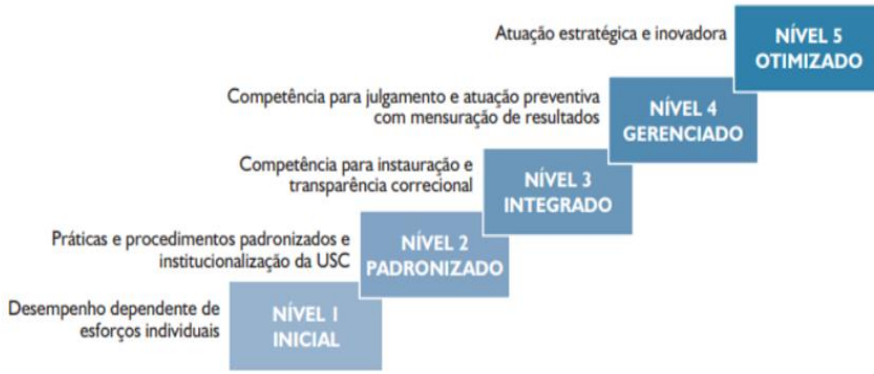 Atuação estratégica e inovadora
NÍVEL 5
OTIMIZADO
Competência para julgamento e atuação preventiva
com mensuração de resultados
NÍVEL 4
GERENCIADO
Competência para instauração e
transparência correcional
NÍVEL 3
INTEGRADO
Práticas e procedimentos padronizados e
institucionalização da USC
NÍVEL 2
PADRONIZADO
Desempenho dependente de
esforços individuais
NÍVEL 1
INICIAL